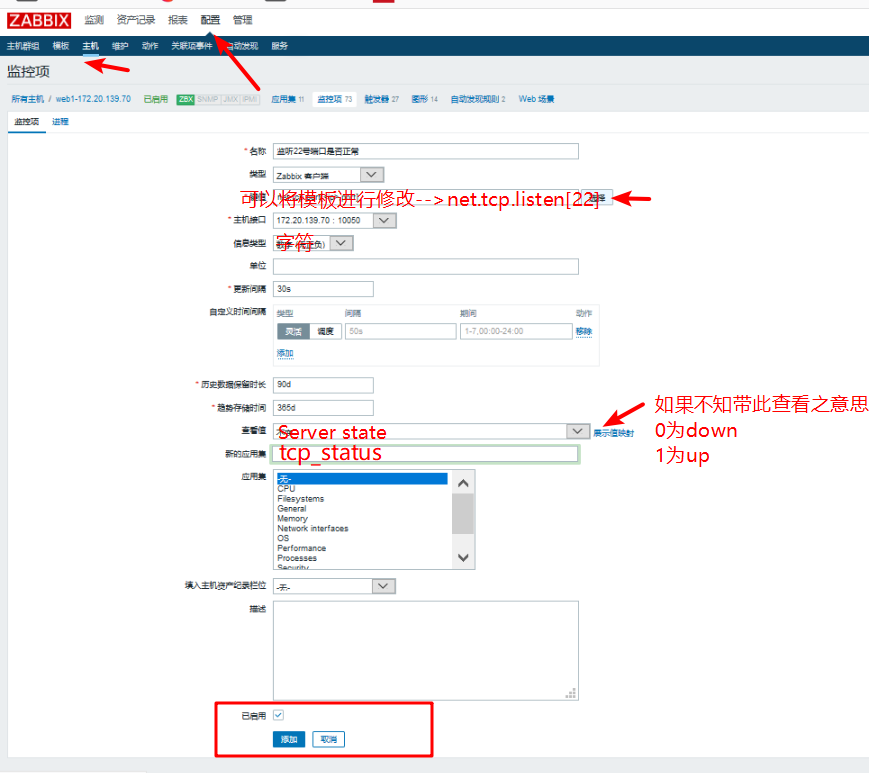 ZABBIX 监测 资产记录 报表 配置 管理
主机群组 模板 主机 维护 动作 关联项事件 自动发现 服务
监控项
所有主机 / web1-172.20.139.70 已启用 ZBX SNMP JMX IPMI 应用集 11 监控项 73 触发器 27 图形 14 自动发现规则 2 Web 场景
监控项 进程
* 名称 监听22号端口是否正常
类型 Zabbix 客户端
可以将模板进行修改-->net.tcp.listen[22] 选择
* 主机接口 172.20.139.70 : 10050
信息类型 字符
单位
* 更新间隔 30s
自定义时间间隔 类型 间隔 期间 动作
灵活 调度 50s 1-7,00:00-24:00 移除
添加
* 历史数据保留时长 90d
* 趋势存储时间 365d
如果不知带此查看之意思
查看值 Server state 展示值映射
0为down
新的应用集 tcp_status
1为up
应用集 -无-
CPU
Filesystems
General
Memory
Network interfaces
OS
Performance
Processes
Security
填入主机资产纪录栏位 -无-
描述
已启用
添加 取消